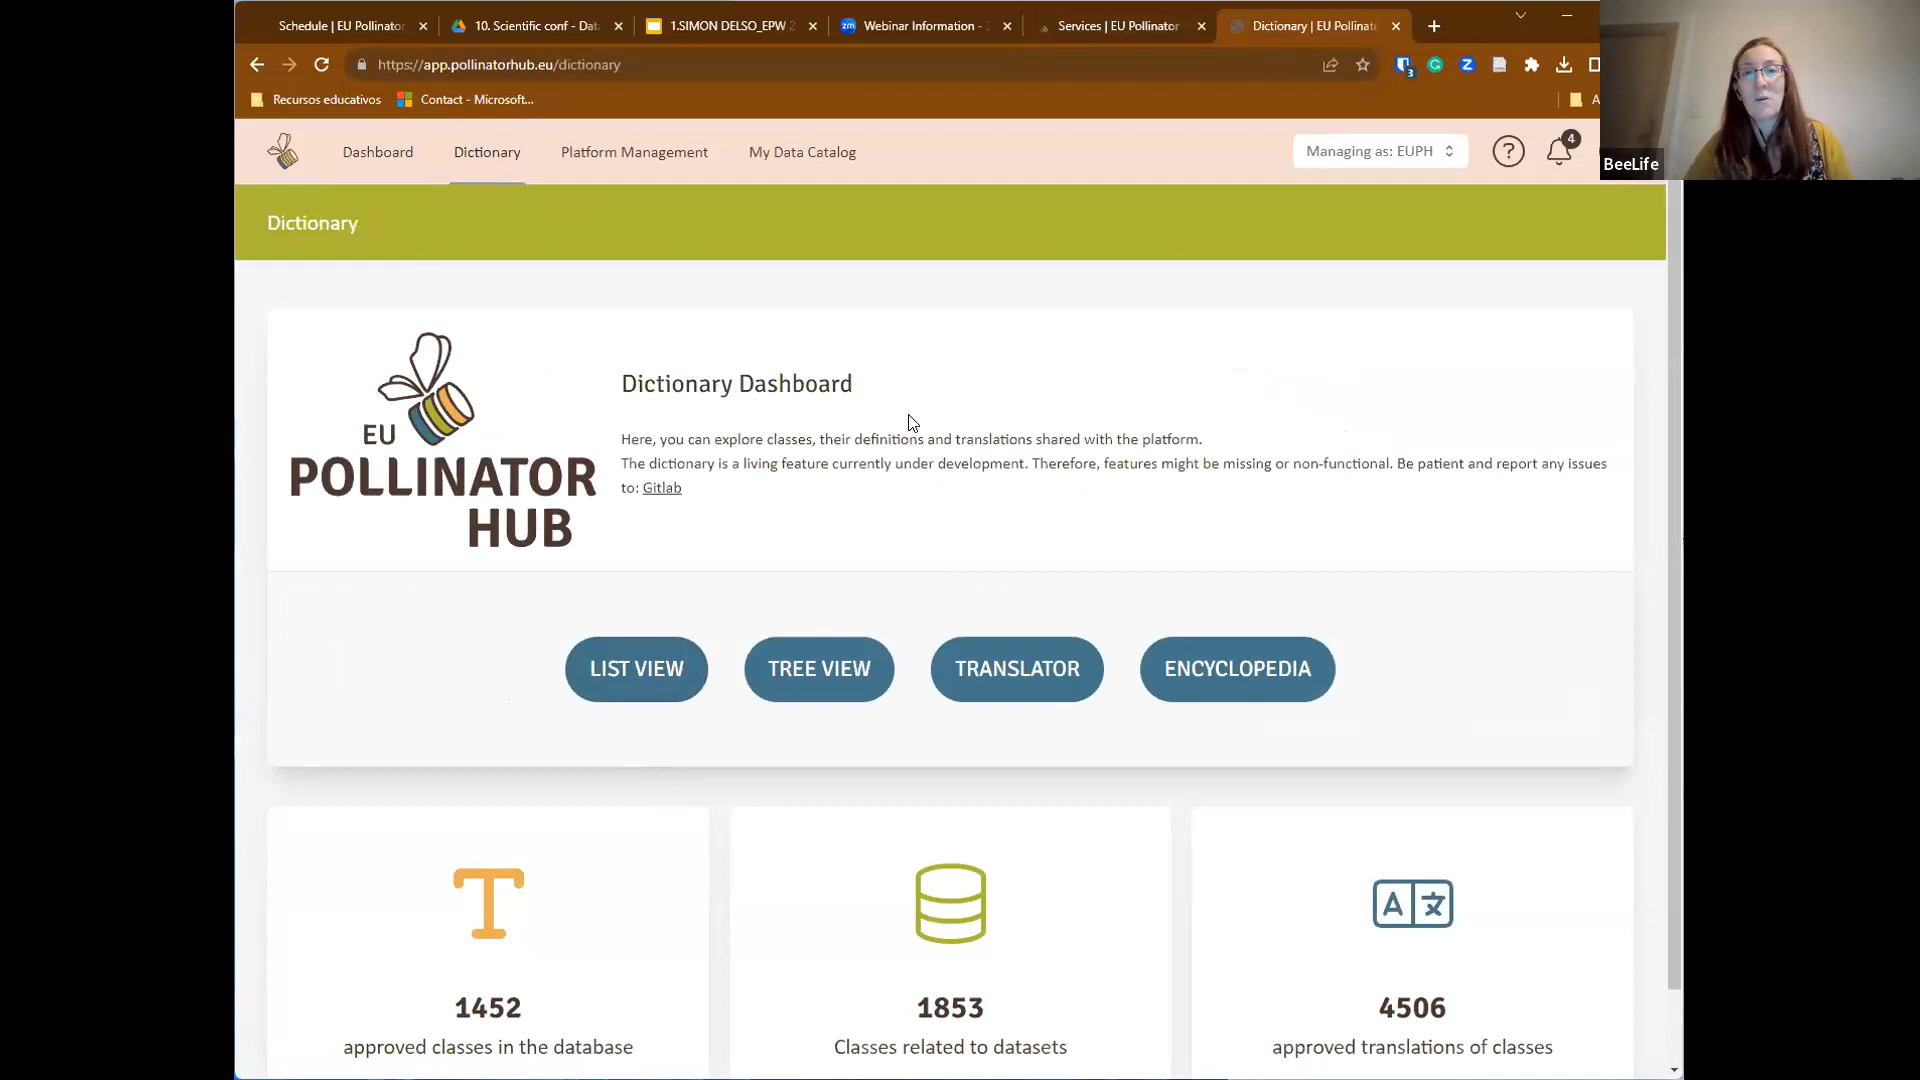 Schedule | EU Pollinator
10. Scientific conf - Dat
1.SIMON DELSO_EPW 2
zm Webinar Information -
Services | EU Pollinator
Dictionary | EU Pollinat
https://app.pollinatorhub.eu/dictionary
3
Recursos educativos
Contact - Microsoft...
A
Dashboard
Dictionary
Platform Management
My Data Catalog
Managing as: EUPH
?
4
BeeLife
Dictionary
EU
POLLINATOR
HUB
Dictionary Dashboard
Here, you can explore classes, their definitions and translations shared with the platform.
The dictionary is a living feature currently under development. Therefore, features might be missing or non-functional. Be patient and report any issues
to: Gitlab
LIST VIEW
TREE VIEW
TRANSLATOR
ENCYCLOPEDIA
1452
approved classes in the database
1853
Classes related to datasets
4506
approved translations of classes